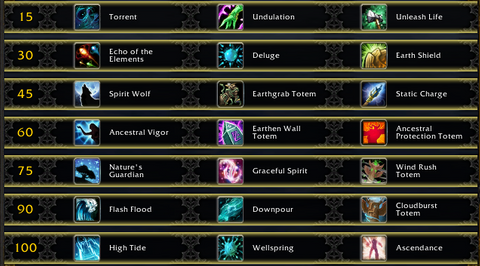 15 Torrent Undulation Unleash Life
30 Echo of the Elements Deluge Earth Shield
45 Spirit Wolf Earthgrab Totem Static Charge
60 Ancestral Vigor Earthen Wall Totem Ancestral Protection Totem
75 Nature's Guardian Graceful Spirit Wind Rush Totem
90 Flash Flood Downpour Cloudburst Totem
100 High Tide Wellspring Ascendance